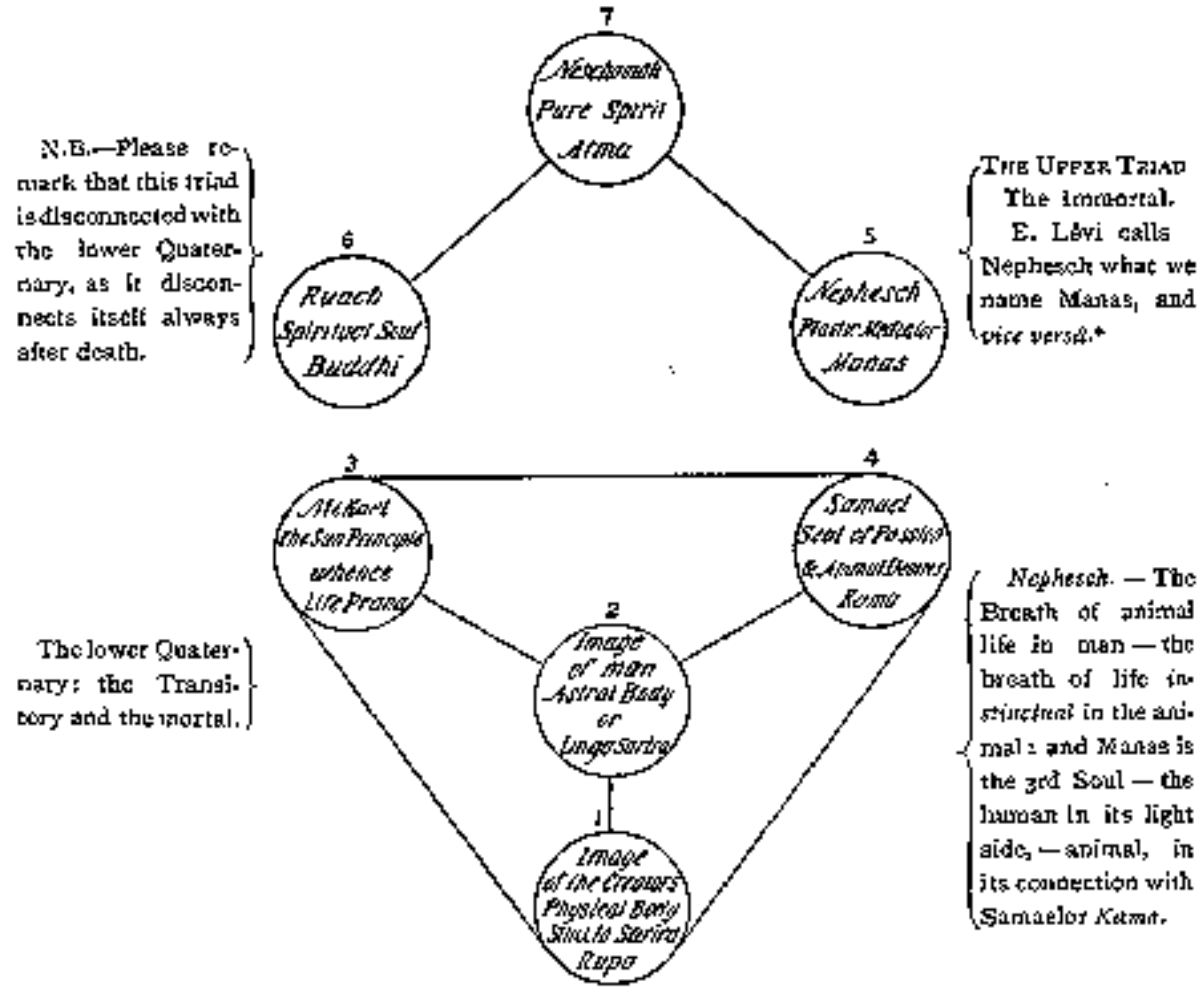 7
Neschamah
Pure Spirit
Atma
N.B.—Please re-
mark that this triad
is disconnected with
the lower Quater-
nary, as it discon-
nects itself always
after death.
THE UPPER TRIAD
The Immortal.
E. Lévi calls
Nephesch what we
name Manas, and
vice versâ.*
6
Ruach
Spiritual Soul
Buddhi
5
Nephesch
Plastic Mediator
Manas
3
the Sun Principle
whence
Life Prana
4
Samael
Seat of Passion
& Animal Desires
Kama
2
Image
of man
Astral Body
or
Linga Sarira
The lower Quater-
nary: the Transi-
tory and the mortal.
Nephesch. — The
Breath of animal
life in man — the
breath of life in-
stinctual in the ani-
mal: and Manas is
the 3rd Soul — the
human in its light
side, — animal, in
its connection with
Samael or Kama.
1
Image
of the Creators
Physical Body
Sarira
Rupa